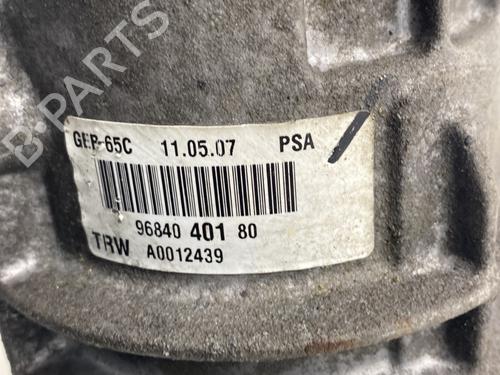 B-PARTS
GEP-65C 11.05.07 PSA
96840 401 80
TRW A0012439